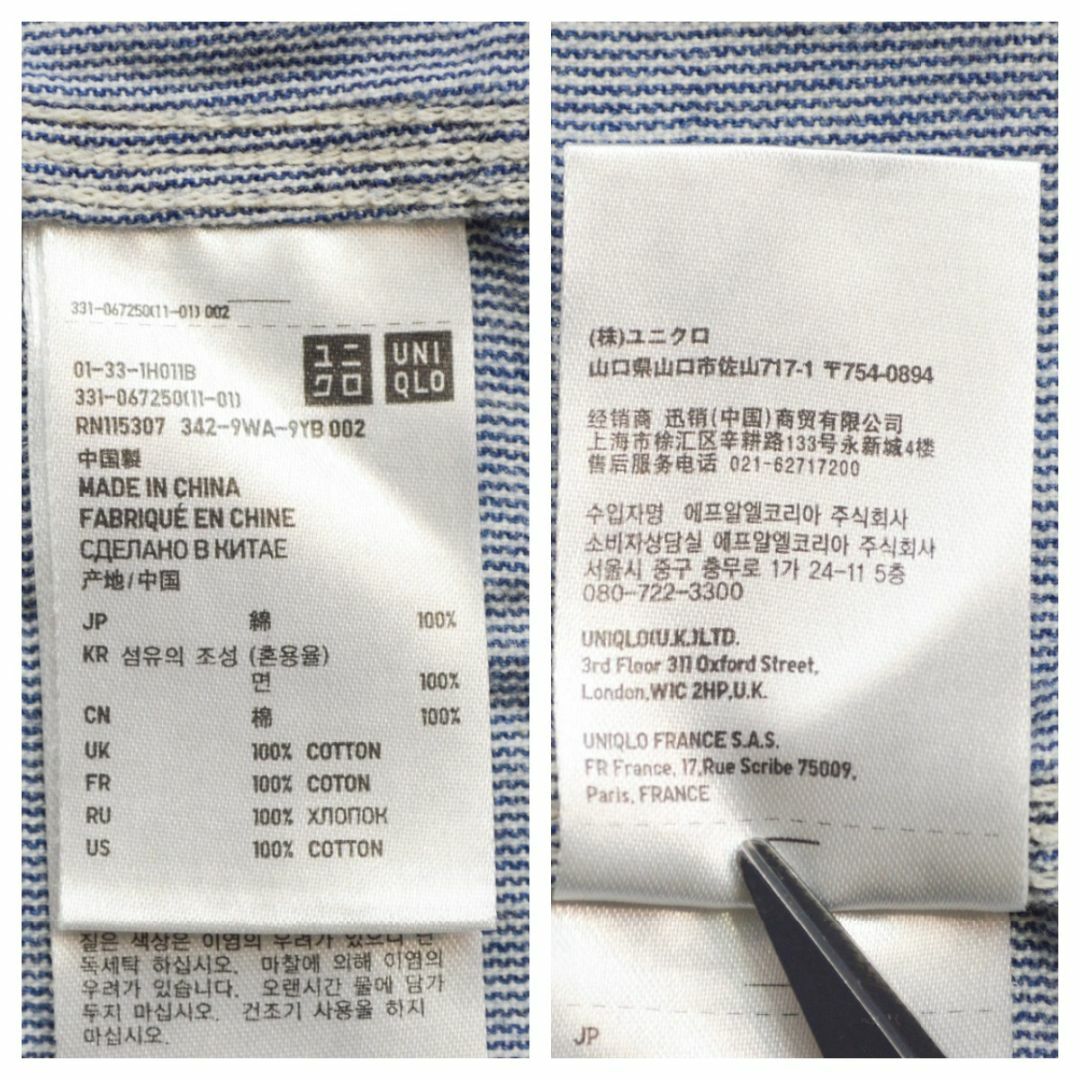 331-067250(11-01) 002
ユニクロ
UNIQLO
01-33-1H011B
331-067250(11-01)
RN115307 342-9WA-9YB 002
中国製
MADE IN CHINA
FABRIQUÉ EN CHINE
СДЕЛАНО В КИТАЕ
产地/中国
JP 綿 100%
KR 섬유의 조성 (혼용율)
면 100%
CN 棉 100%
UK 100% COTTON
FR 100% COTON
RU 100% ХЛОПОК
US 100% COTTON
짙은 색상은 이염의 우려가 있으니 단
독세탁 하십시오. 마찰에 의해 이염의
우려가 있습니다. 오랜시간 물에 담가
두지 마십시오. 건조기 사용을 하지
마십시오.
(株)ユニクロ
山口県山口市佐山717-1 〒754-0894
经销商 迅销(中国)商贸有限公司
上海市徐汇区辛耕路133号永新城4楼
售后服务电话 021-62717200
수입자명 에프알엘코리아 주식회사
소비자상담실 에프알엘코리아 주식회사
서울시 중구 충무로 1가 24-11 5층
080-722-3300
UNIQLO(U.K.)LTD.
3rd Floor 311 Oxford Street,
London,W1C 2HP,U.K.
UNIQLO FRANCE S.A.S.
FR France, 17,Rue Scribe 75009,
Paris, FRANCE
JP